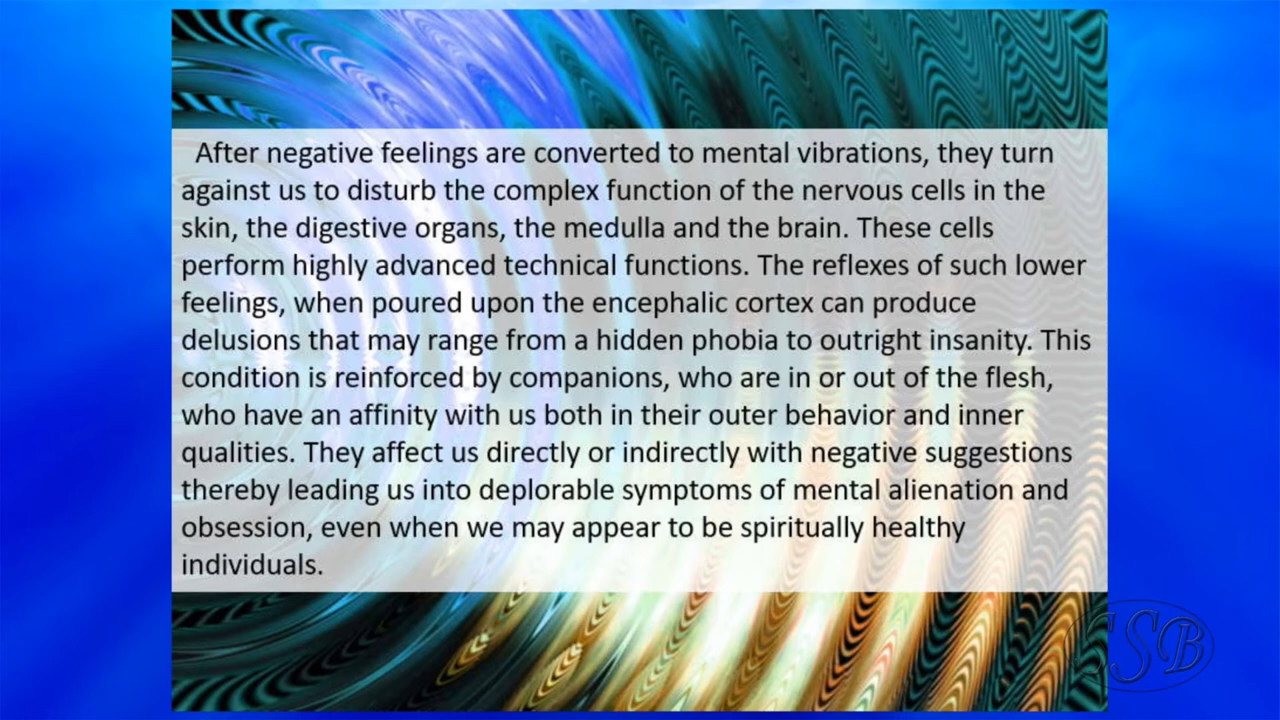 After negative feelings are converted to mental vibrations, they turn
against us to disturb the complex function of the nervous cells in the
skin, the digestive organs, the medulla and the brain. These cells
perform highly advanced technical functions. The reflexes of such lower
feelings, when poured upon the encephalic cortex can produce
delusions that may range from a hidden phobia to outright insanity. This
condition is reinforced by companions, who are in or out of the flesh,
who have an affinity with us both in their outer behavior and inner
qualities. They affect us directly or indirectly with negative suggestions
thereby leading us into deplorable symptoms of mental alienation and
obsession, even when we may appear to be spiritually healthy
individuals.